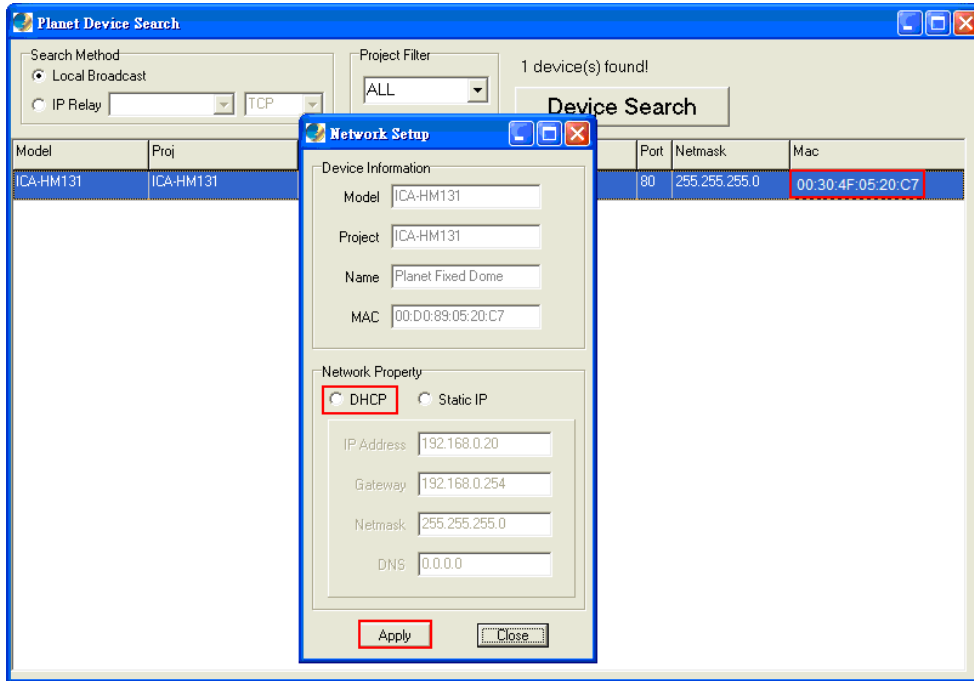 Planet Device Search
Search Method
Local Broadcast
IP Relay TCP
Project Filter
ALL
1 device(s) found!
Device Search
Model Proj Port Netmask Mac
ICA-HM131 ICA-HM131 80 255.255.255.0 00:30:4F:05:20:C7
Network Setup
Device Information
Model ICA-HM131
Project ICA-HM131
Name Planet Fixed Dome
MAC 00:D0:89:05:20:C7
Network Property
DHCP Static IP
IP Address 192.168.0.20
Gateway 192.168.0.254
Netmask 255.255.255.0
DNS 0.0.0.0
Apply Close